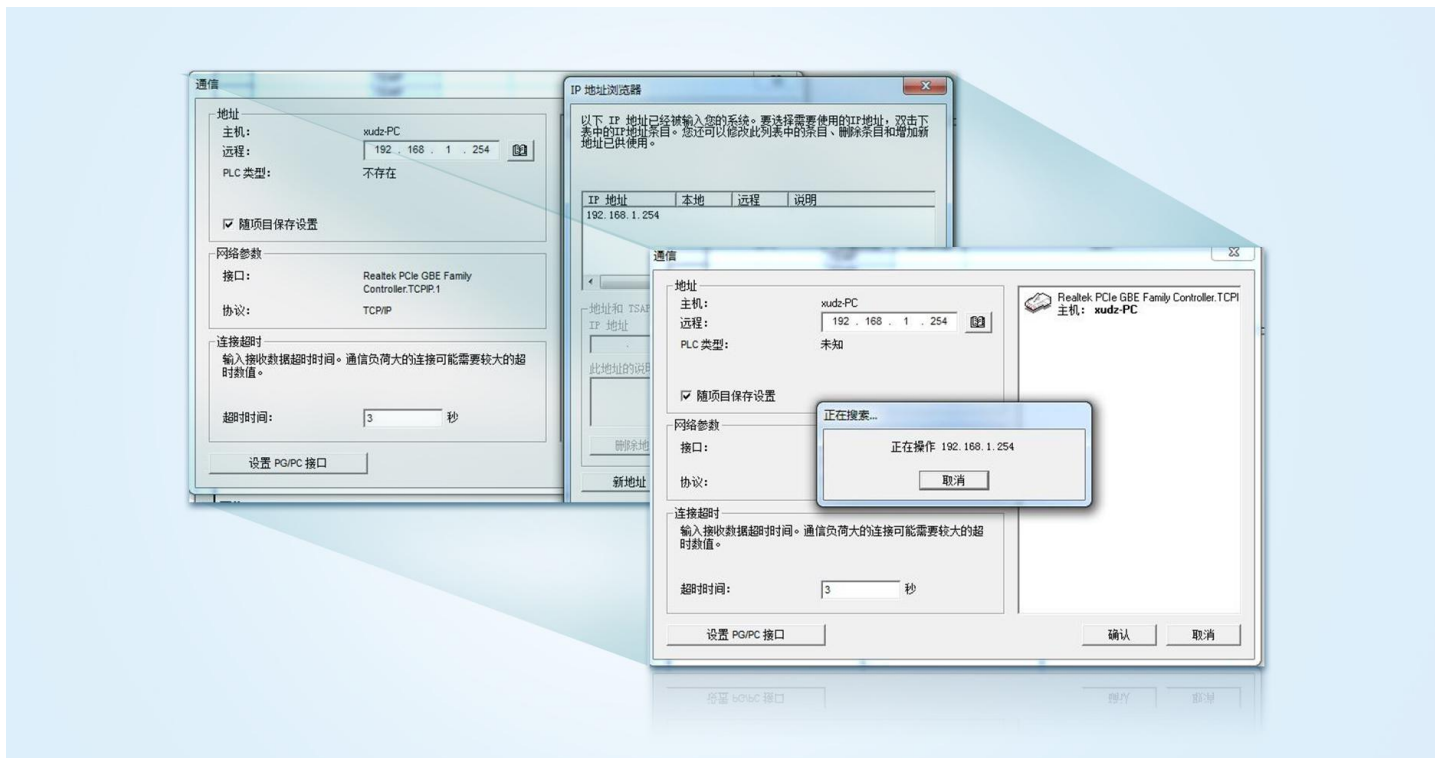 通信
地址
主机: xudz-PC
远程: 192 . 168 . 1 . 254
PLC 类型: 不存在
随项目保存设置
网络参数
接口: Realtek PCIe GBE Family
Controller.TCPIP.1
协议: TCP/IP
连接超时
输入接收数据超时时间。通信负荷大的连接可能需要较大的超
时数值。
超时时间: 3 秒
设置 PG/PC 接口
IP 地址浏览器
以下 IP 地址已经被输入您的系统。要选择需要使用的IP地址,双击下
表中的IP地址条目。您还可以修改此列表中的条目、删除条目和增加新
地址已供使用。
IP 地址 本地 远程 说明
192.168.1.254
地址和 TSAP
IP 地址
此地址的说明
删除地
新地址
通信
地址
主机: xudz-PC
远程: 192 . 168 . 1 . 254
PLC 类型: 未知
随项目保存设置
网络参数
接口:
协议:
连接超时
输入接收数据超时时间。通信负荷大的连接可能需要较大的超
时数值。
超时时间: 3 秒
设置 PG/PC 接口
Realtek PCIe GBE Family Controller.TCPI
主机: xudz-PC
正在搜索...
正在操作 192.168.1.254
取消
确认 取消